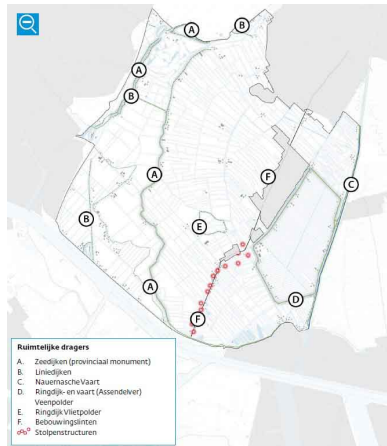 A
B
A
B
A
F
C
B
E
A
D
F
Ruimtelijke dragers
A. Zeedijken (provinciaal monument)
B. Liniedijken
C. Nauernasche Vaart
D. Ringdijk- en vaart (Assendelver)
Veenpolder
E. Ringdijk Vlietpolder
F. Bebouwingslinten
Stolpenstructuren